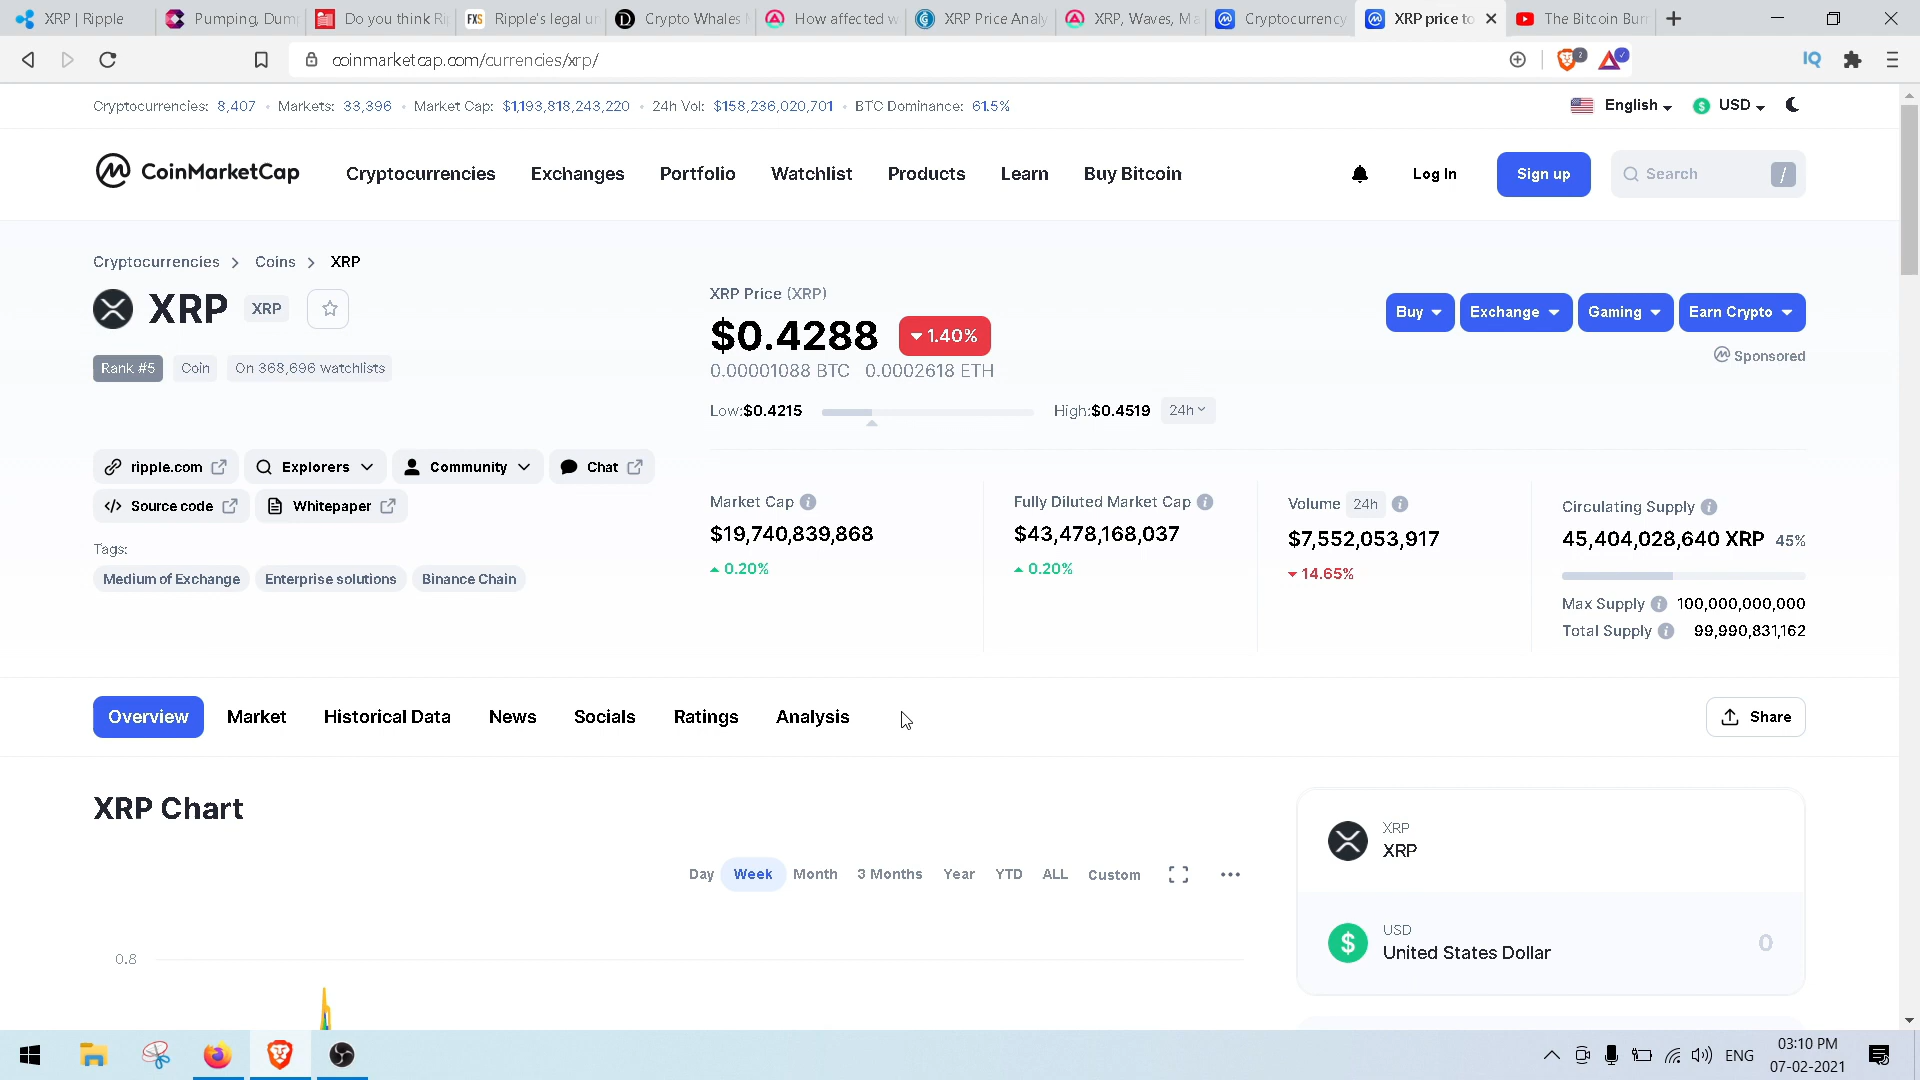 XRP | Ripple
Pumping, Dum
Do you think Ri
Ripple's legal un
Crypto Whales
How affected w
XRP Price Analy
XRP, Waves, Ma
Cryptocurrency
XRP price to
The Bitcoin Bur
coinmarketcap.com/currencies/xrp/
2
IQ
Cryptocurrencies: 8,407 • Markets: 33,396 • Market Cap: $1,193,818,243,220 • 24h Vol: $158,236,020,701 • BTC Dominance: 61.5%
English
$ USD
CoinMarketCap
Cryptocurrencies Exchanges Portfolio Watchlist Products Learn Buy Bitcoin
Log In
Sign up
Search /
Cryptocurrencies > Coins > XRP
XRP XRP
Rank #5 Coin On 368,696 watchlists
ripple.com Explorers Community Chat
Source code Whitepaper
Tags:
Medium of Exchange Enterprise solutions Binance Chain
XRP Price (XRP)
$0.4288 1.40%
0.00001088 BTC 0.0002618 ETH
Low:$0.4215 High:$0.4519 24h
Buy Exchange Gaming Earn Crypto
Sponsored
Market Cap
$19,740,839,868
0.20%
Fully Diluted Market Cap
$43,478,168,037
0.20%
Volume 24h
$7,552,053,917
14.65%
Circulating Supply
45,404,028,640 XRP 45%
Max Supply 100,000,000,000
Total Supply 99,990,831,162
Overview Market Historical Data News Socials Ratings Analysis
Share
XRP Chart
Day Week Month 3 Months Year YTD ALL Custom
0.8
XRP
XRP
$
USD
United States Dollar
0
ENG
03:10 PM
07-02-2021